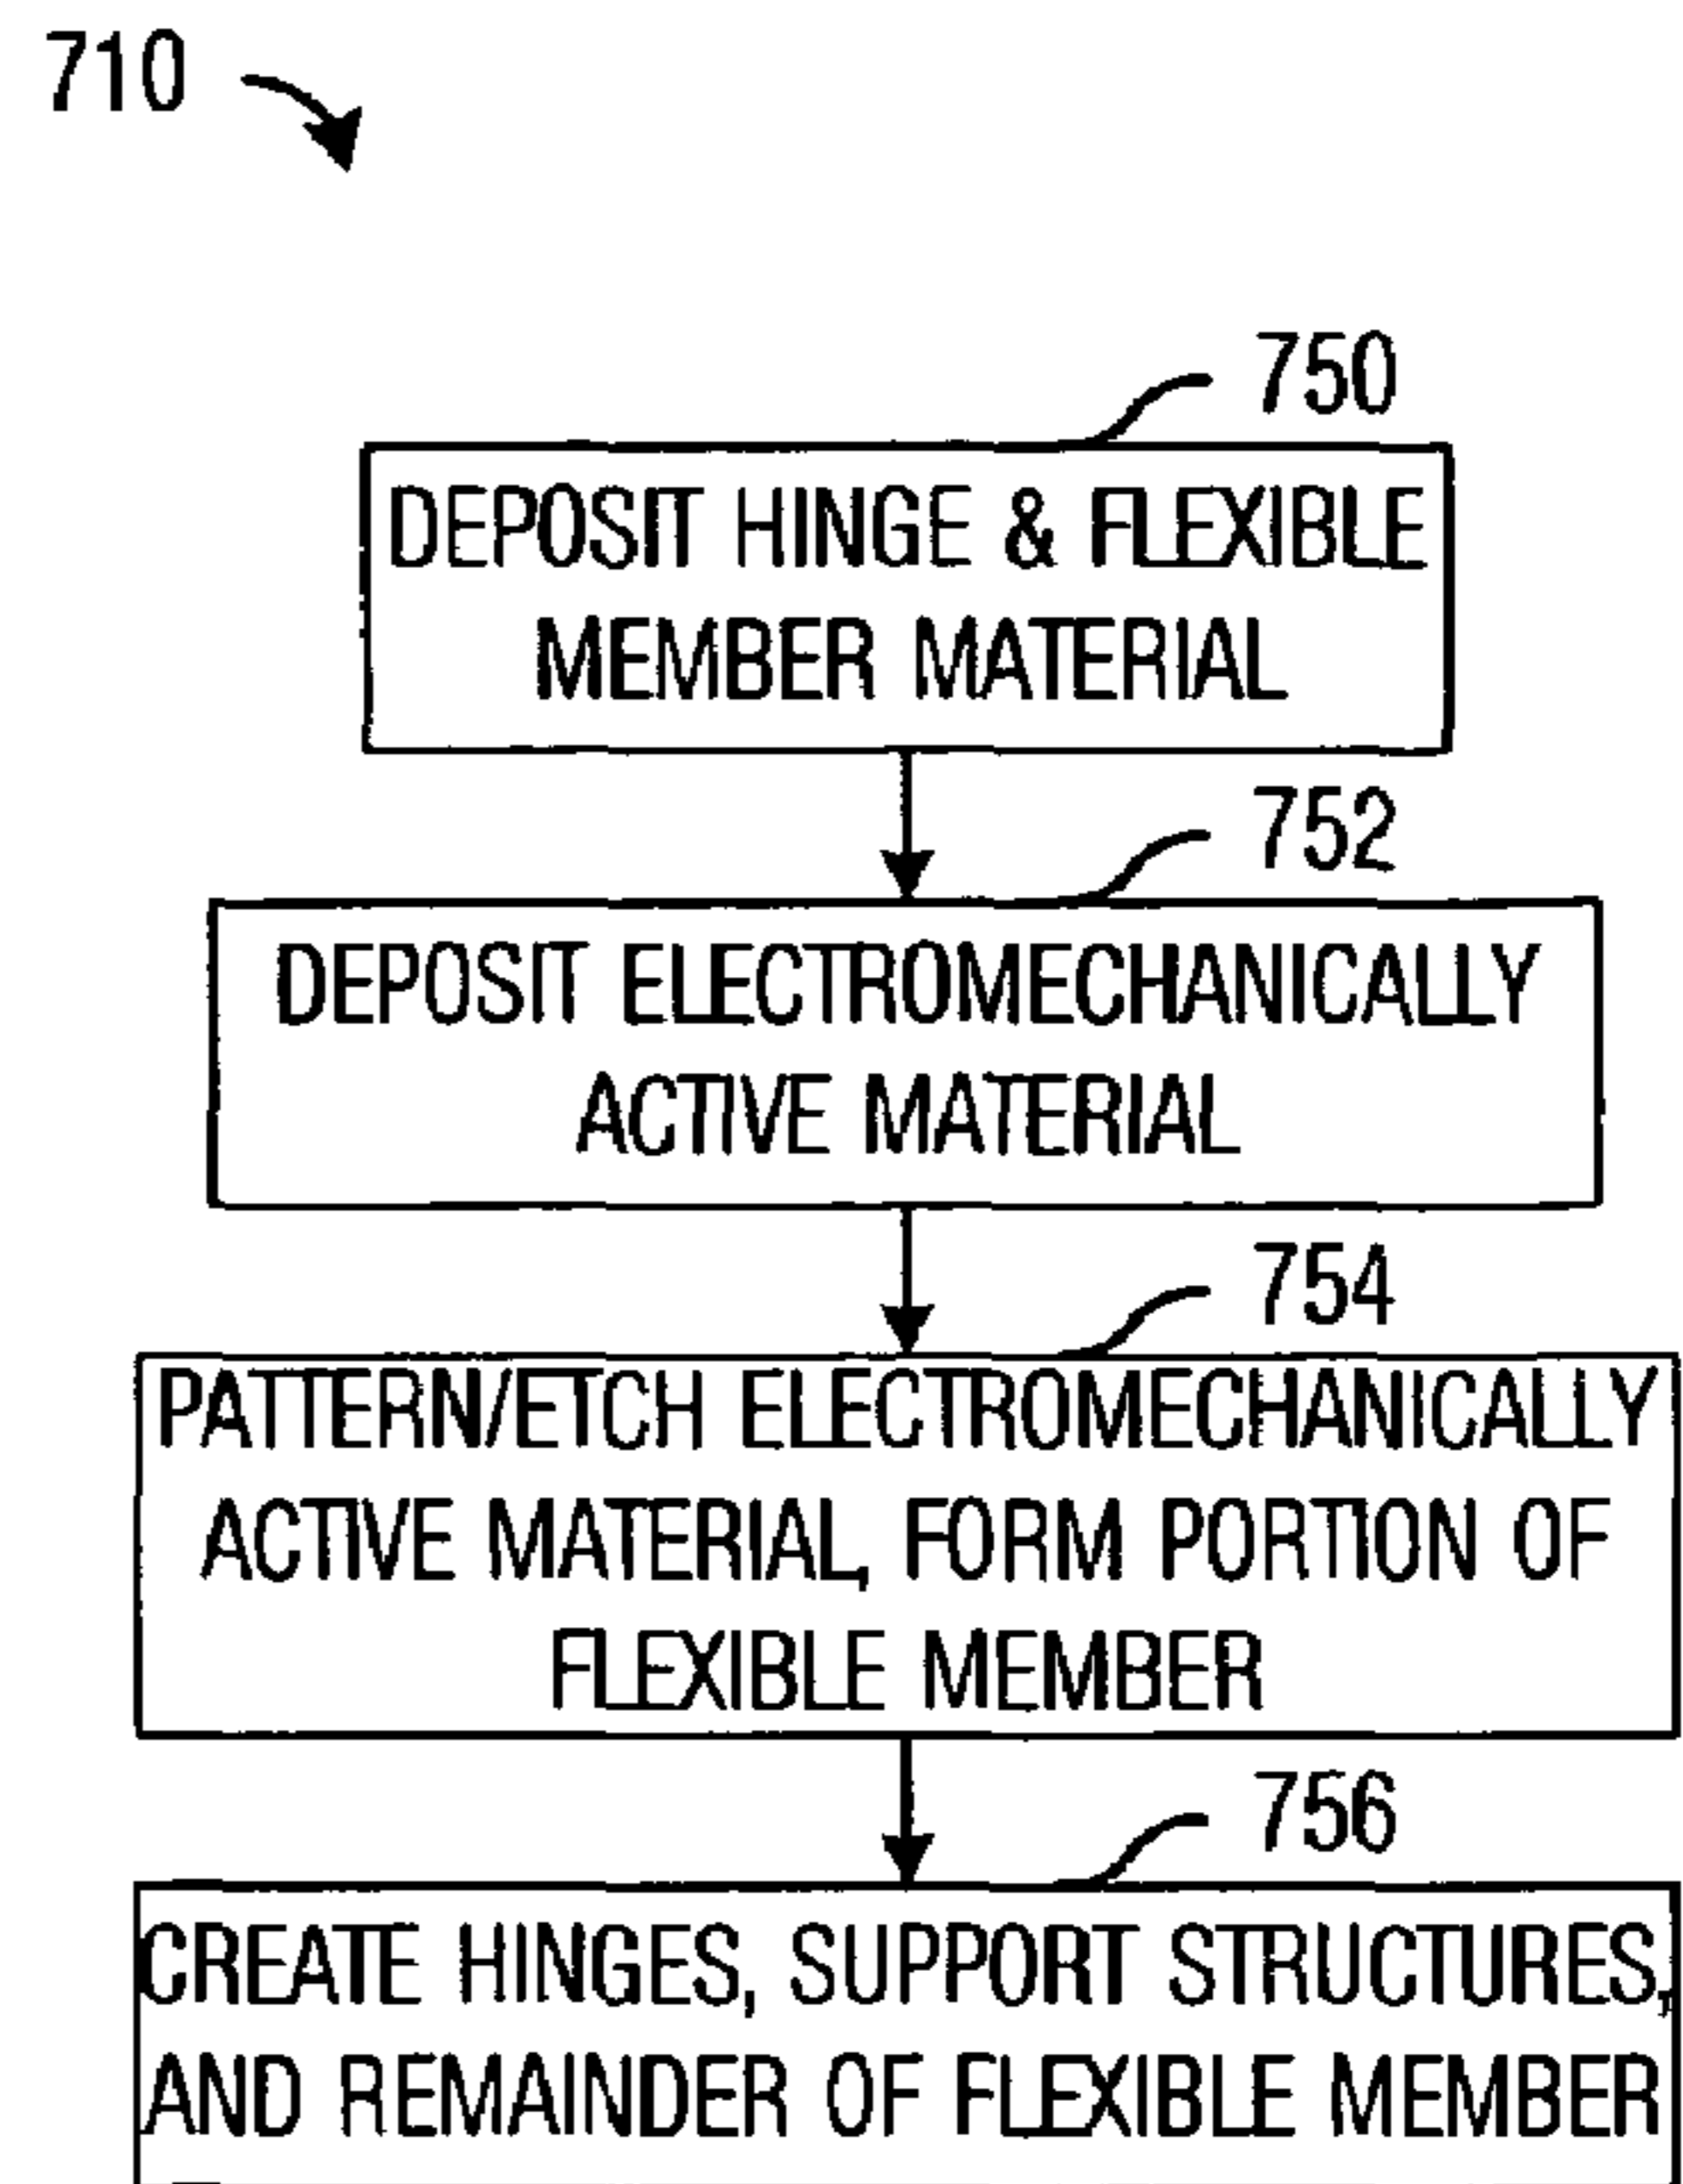 710
750
DEPOSIT HINGE & FLEXIBLE
MEMBER MATERIAL
752
DEPOSIT ELECTROMECHANICALLY
ACTIVE MATERIAL
754
PATTERN/ETCH ELECTROMECHANICALLY
ACTIVE MATERIAL, FORM PORTION OF
FLEXIBLE MEMBER
756
CREATE HINGES, SUPPORT STRUCTURES,
AND REMAINDER OF FLEXIBLE MEMBER